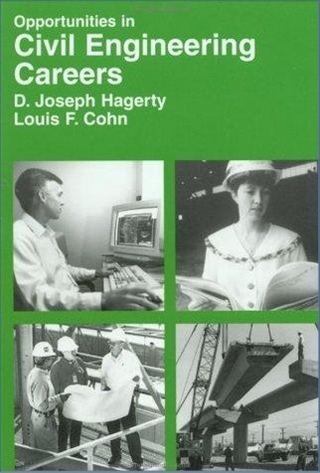 Opportunities in
Civil Engineering
Careers
D. Joseph Hagerty
Louis F. Cohn